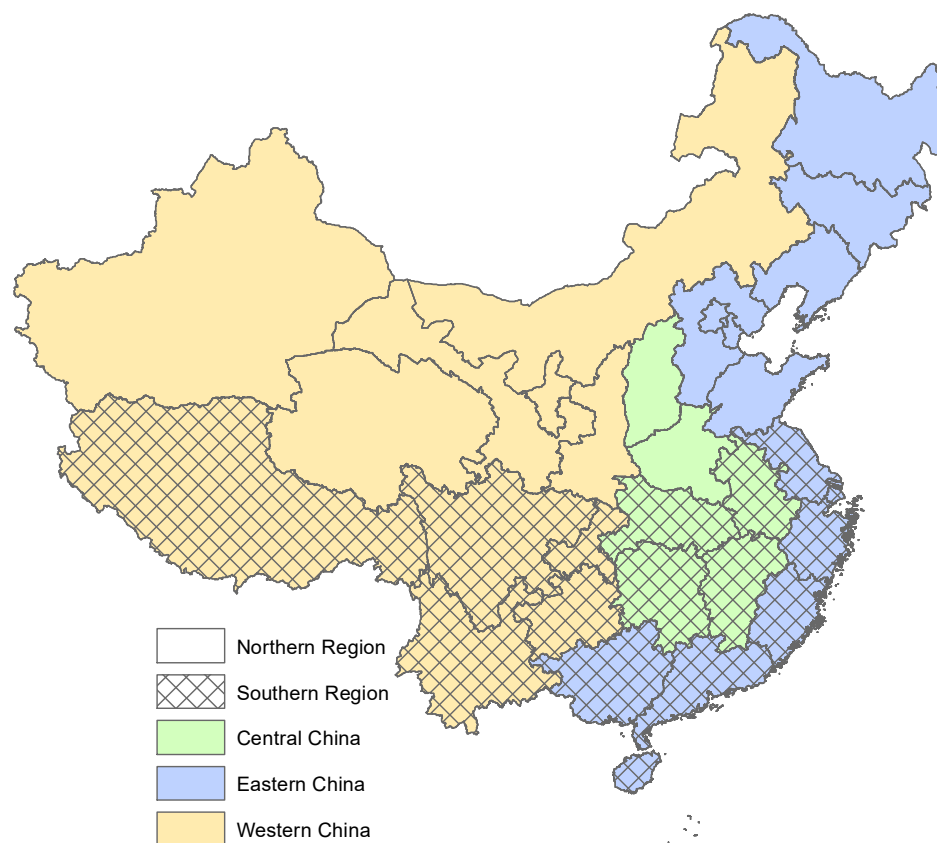 Northern Region
Southern Region
Central China
Eastern China
Western China